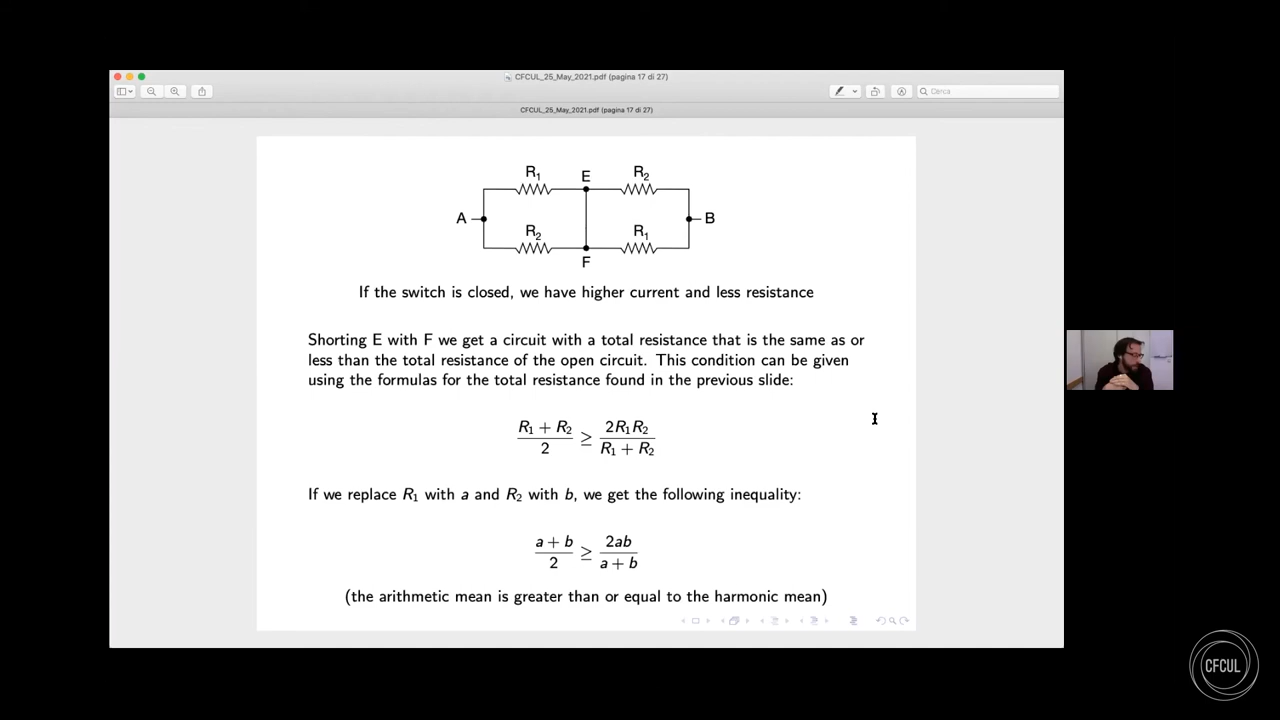 CFCUL_25_May_2021.pdf (pagina 17 di 27)
Cerca
CFCUL_25_May_2021.pdf (pagina 17 di 27)
R₁ E R₂
A B
R₂ R₁
F
If the switch is closed, we have higher current and less resistance
Shorting E with F we get a circuit with a total resistance that is the same as or
less than the total resistance of the open circuit. This condition can be given
using the formulas for the total resistance found in the previous slide:
(R₁ + R₂)/2 ≥ 2R₁R₂/(R₁ + R₂)
If we replace R₁ with a and R₂ with b, we get the following inequality:
(a + b)/2 ≥ 2ab/(a + b)
(the arithmetic mean is greater than or equal to the harmonic mean)
CFCUL